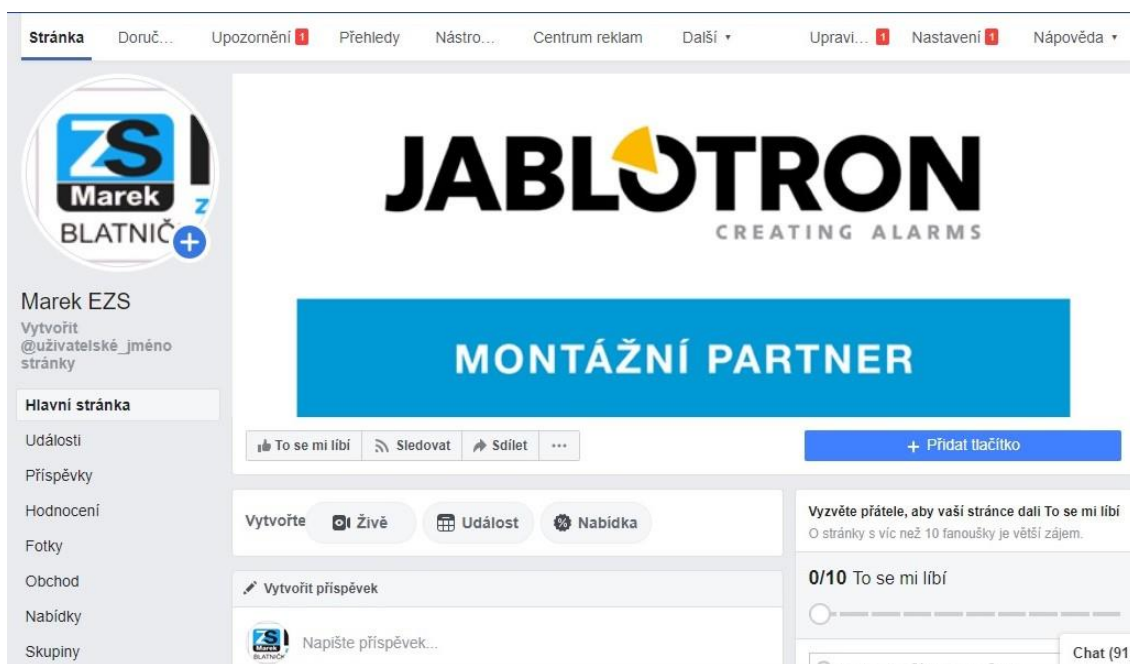 Stránka Doruč... Upozornění 1 Přehledy Nástro... Centrum reklam Další Upravi... 1 Nastavení 1 Nápověda
ZS
Marek
BLATNIČ
Z
JABLOTRON
CREATING ALARMS
MONTÁŽNÍ PARTNER
Marek EZS
Vytvořit
@uživatelské_jméno
stránky
Hlavní stránka
Události
Příspěvky
Hodnocení
Fotky
Obchod
Nabídky
Skupiny
To se mi líbí Sledovat Sdílet ...
+ Přidat tlačítko
Vytvořte Živě Událost Nabídka
Vytvořit příspěvek
ZS
Marek
BLATNIČ
Napište příspěvek...
Vyzvěte přátele, aby vaší stránce dali To se mi líbí
O stránky s víc než 10 fanoušky je větší zájem.
0/10 To se mi líbí
Chat (91